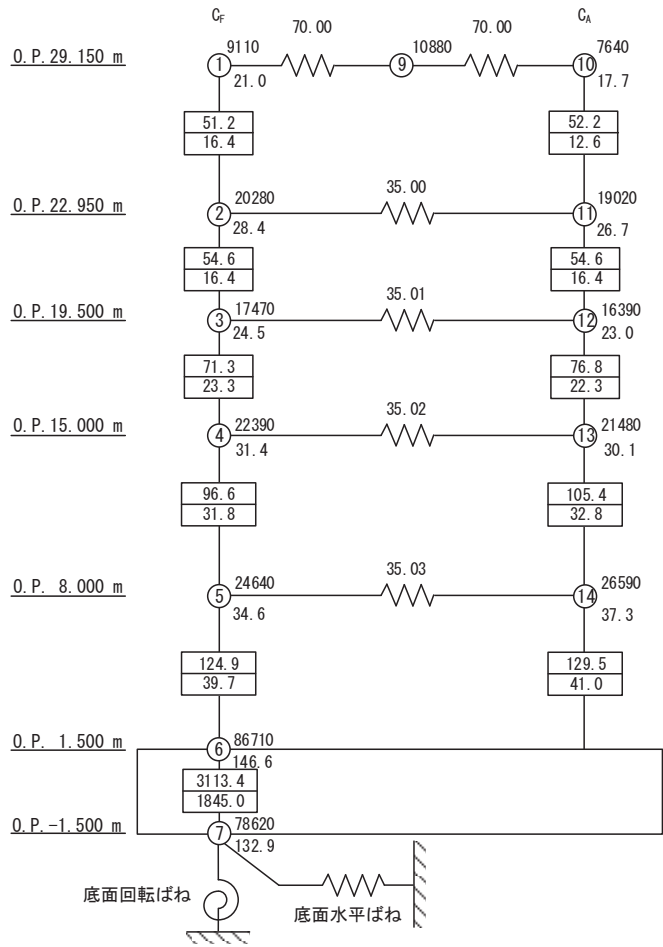 C_F C_A
70.00 70.00
O.P.29.150 m ① 9110 ⑨ 10880 ⑩ 7640
21.0 17.7
51.2 52.2
16.4 12.6
O.P.22.950 m ② 20280 35.00 ⑪ 19020
28.4 26.7
54.6 54.6
16.4 16.4
O.P.19.500 m ③ 17470 35.01 ⑫ 16390
24.5 23.0
71.3 76.8
23.3 22.3
O.P.15.000 m ④ 22390 35.02 ⑬ 21480
31.4 30.1
96.6 105.4
31.8 32.8
O.P. 8.000 m ⑤ 24640 35.03 ⑭ 26590
34.6 37.3
124.9 129.5
39.7 41.0
O.P. 1.500 m ⑥ 86710
146.6
3113.4
1845.0
O.P.-1.500 m ⑦ 78620
132.9
底面回転ばね
底面水平ばね